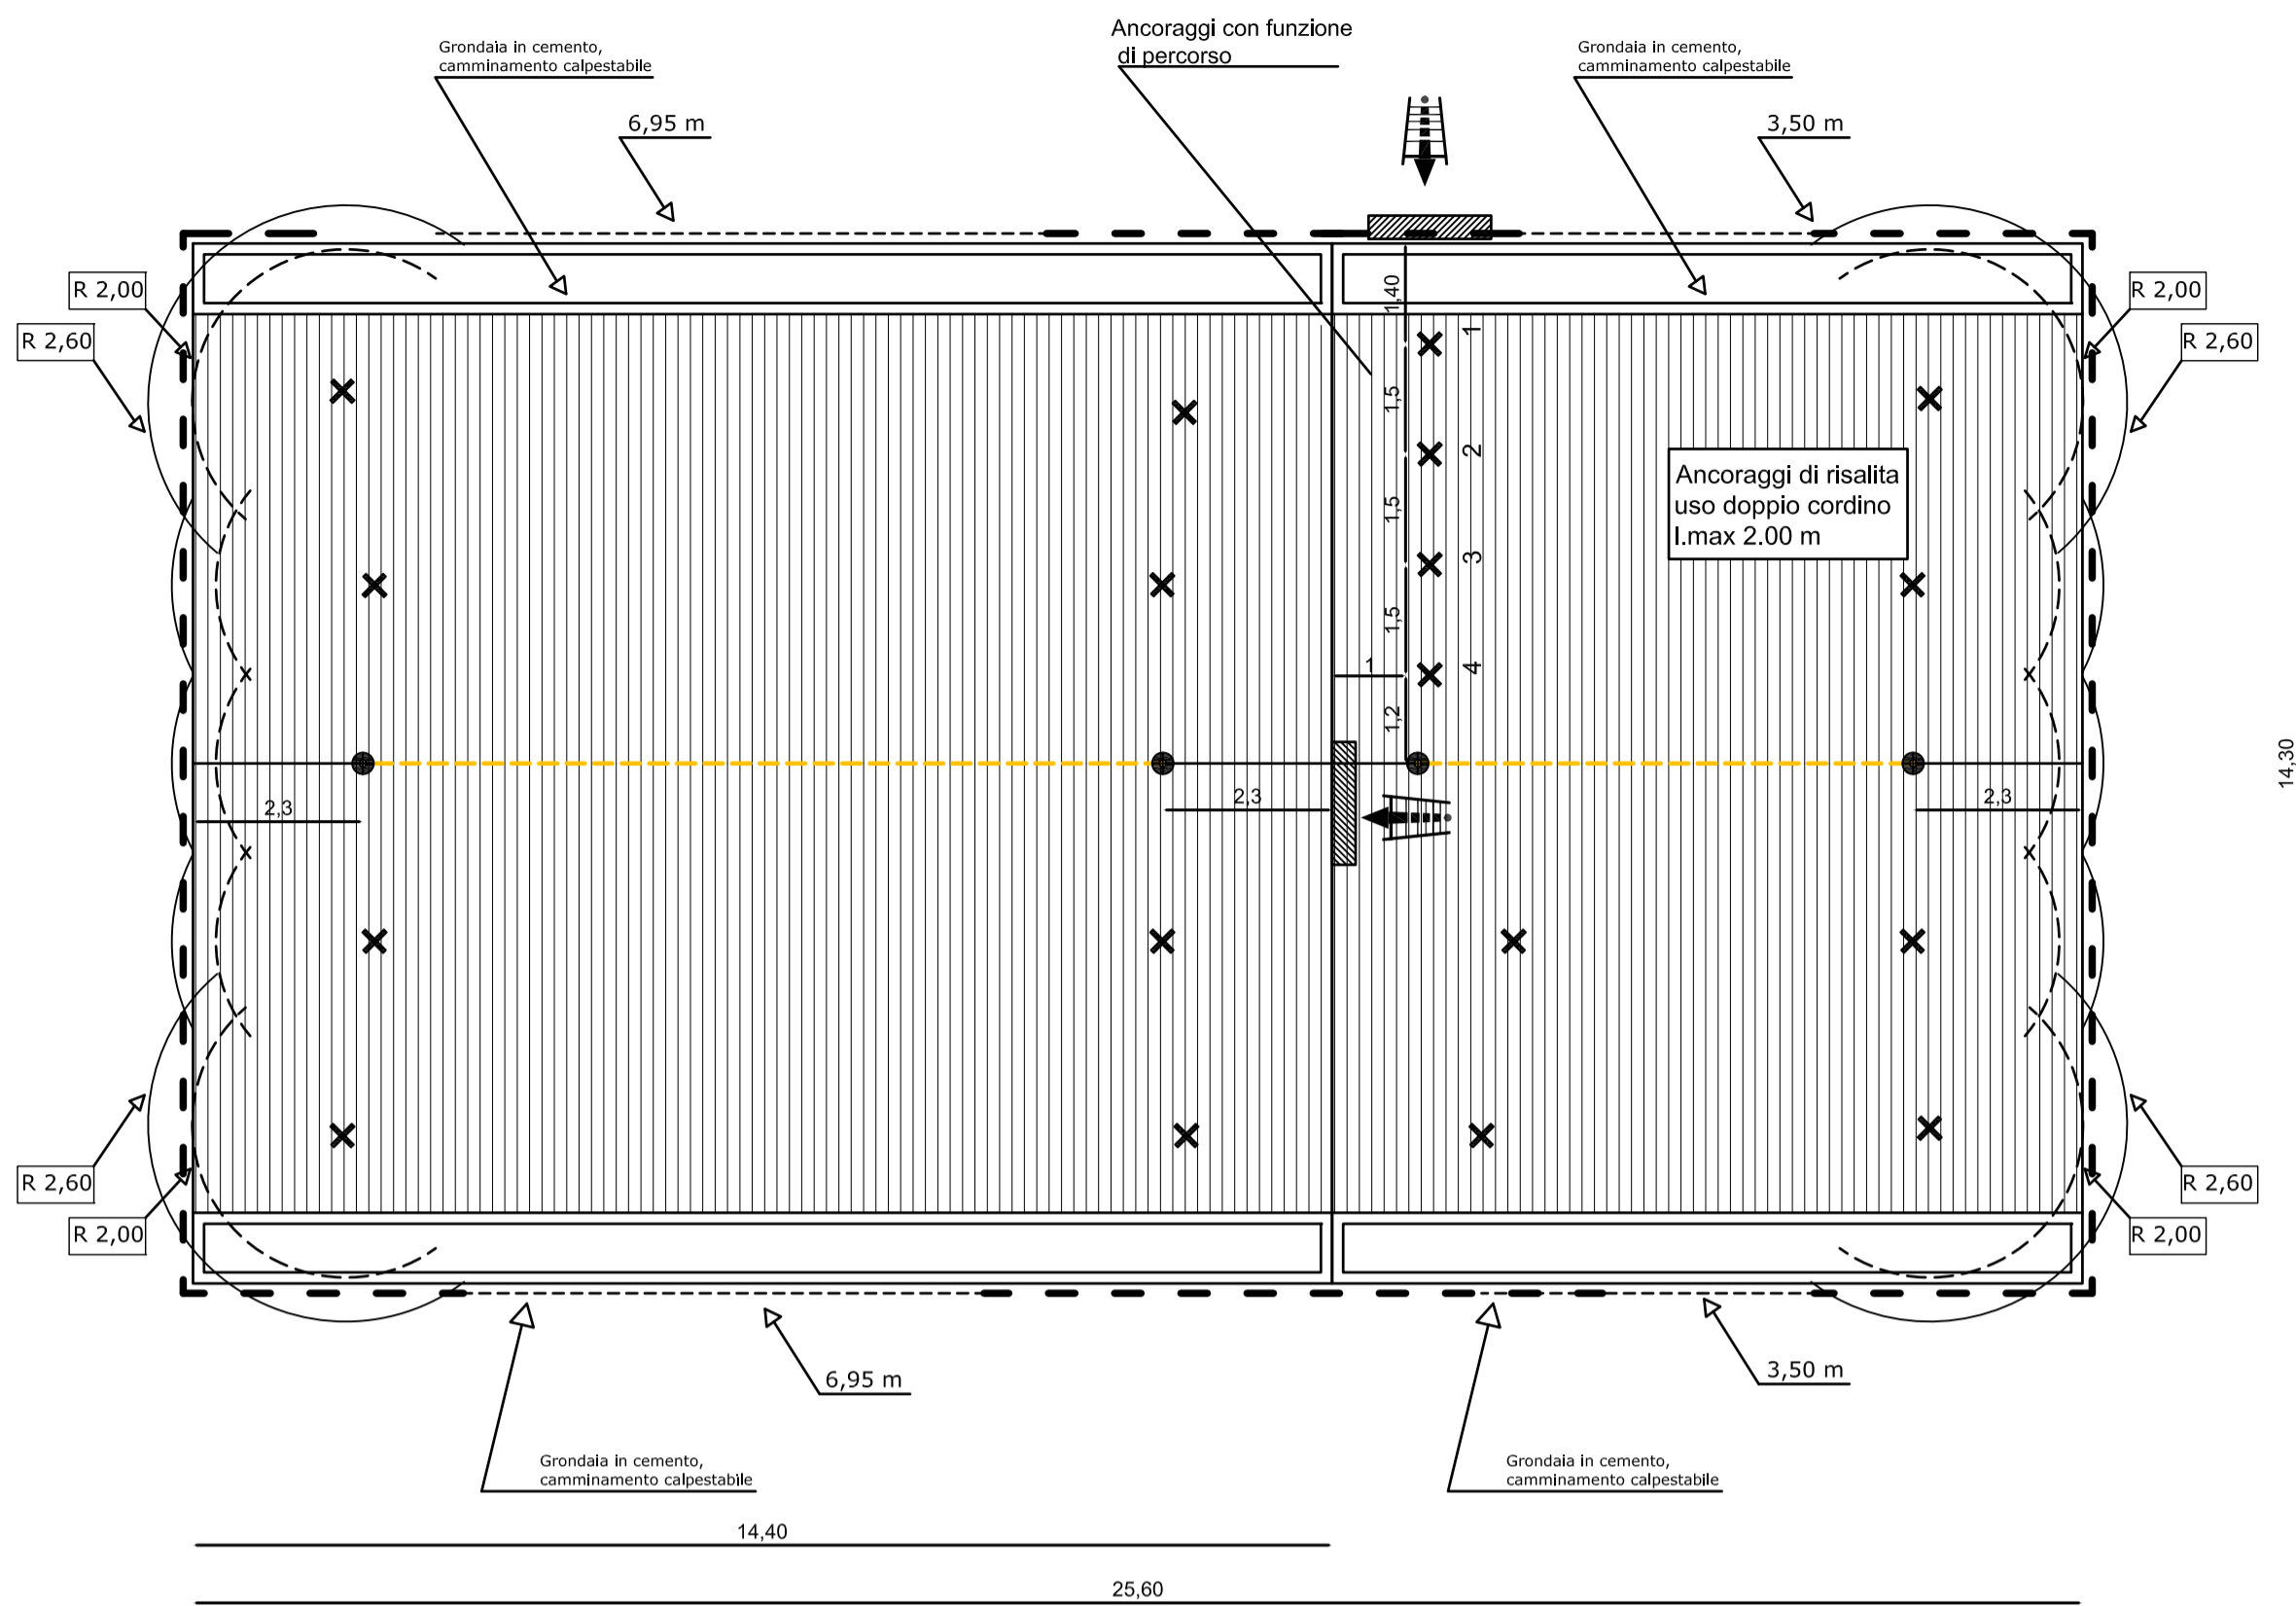 Ancoraggi con funzione
di percorso
Grondaia in cemento,
camminamento calpestabile
Grondaia in cemento,
camminamento calpestabile
6,95 m
3,50 m
R 2,00
R 2,60
R 2,00
R 2,60
1,40
1
1,5
2
1,5
3
1,5
4
1
1,2
Ancoraggi di risalita
uso doppio cordino
l.max 2.00 m
14,30
2,3
2,3
2,3
R 2,60
R 2,00
R 2,60
R 2,00
6,95 m
3,50 m
Grondaia in cemento,
camminamento calpestabile
Grondaia in cemento,
camminamento calpestabile
14,40
25,60